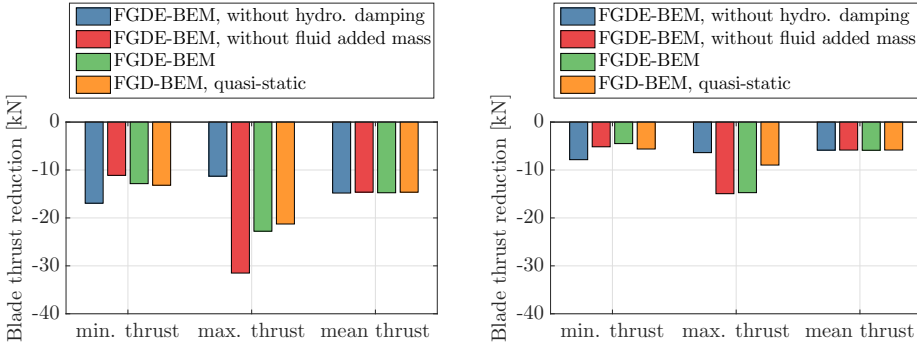 FGDE-BEM, without hydro. damping
FGDE-BEM, without fluid added mass
FGDE-BEM
FGD-BEM, quasi-static
Blade thrust reduction [kN]
0
-10
-20
-30
-40
min. thrust
max. thrust
mean thrust
FGDE-BEM, without hydro. damping
FGDE-BEM, without fluid added mass
FGDE-BEM
FGD-BEM, quasi-static
Blade thrust reduction [kN]
0
-10
-20
-30
-40
min. thrust
max. thrust
mean thrust